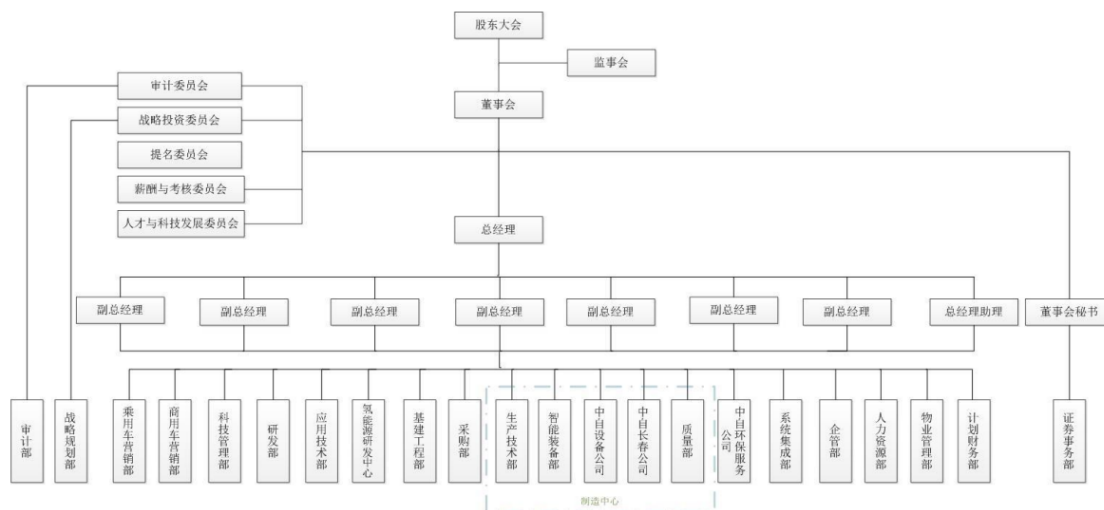 股东大会
监事会
审计委员会
董事会
战略投资委员会
提名委员会
薪酬与考核委员会
人才与科技发展委员会
总经理
副总经理
副总经理
副总经理
副总经理
副总经理
副总经理
副总经理
总经理助理
董事会秘书
审计部
战略规划部
乘用车营销部
商用车营销部
科技管理部
研发部
应用技术部
氢能源研发中心
基建工程部
采购部
生产技术部
智能装备部
中自设备公司
中自长春公司
质量部
中自环保服务
公司
系统集成部
企管部
人力资源部
物业管理部
计划财务部
证券事务部
制造中心